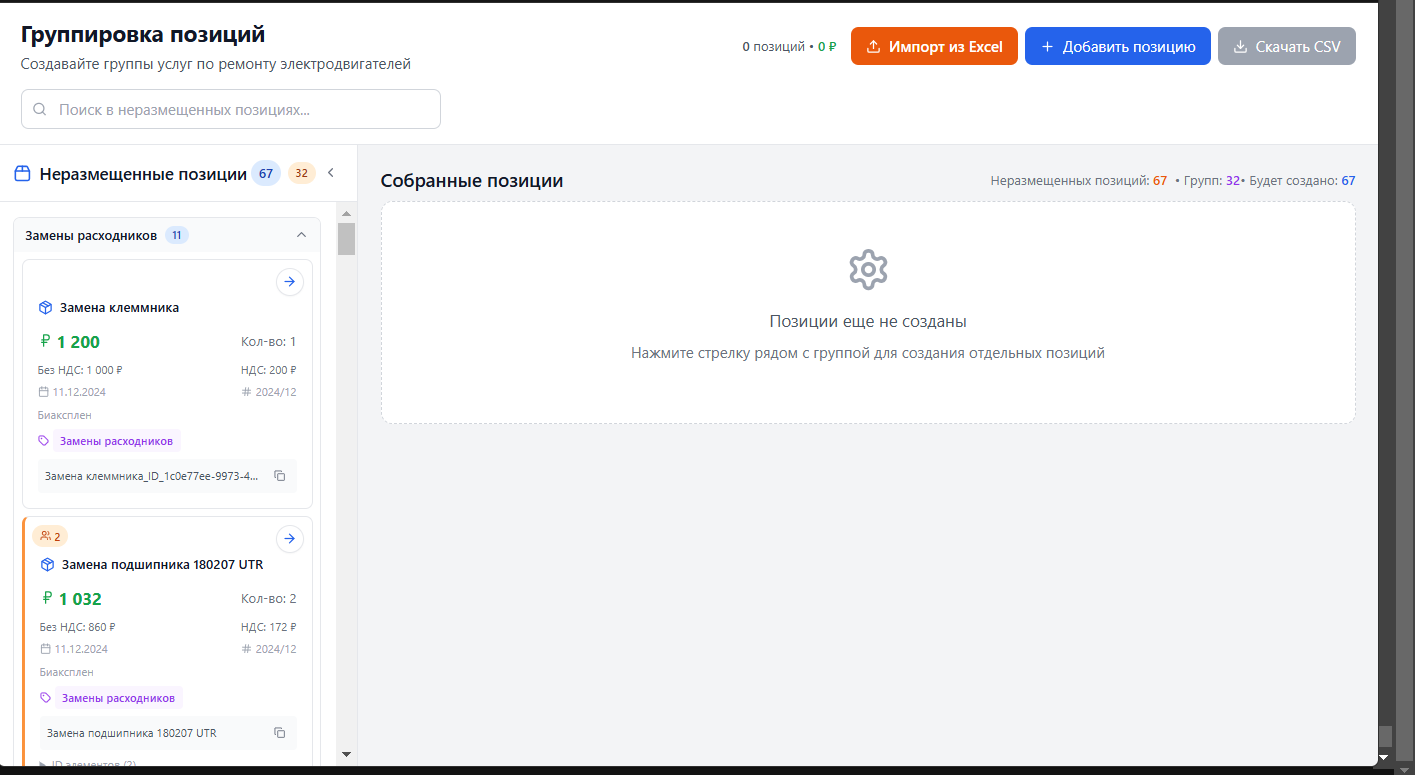 Группировка позиций
Создавайте группы услуг по ремонту электродвигателей
0 позиций • 0 ₽
Импорт из Excel
Добавить позицию
Скачать CSV
Поиск в неразмещенных позициях...
Неразмещенные позиции 67 32
Собранные позиции
Неразмещенных позиций: 67 • Групп: 32• Будет создано: 67
Замены расходников 11
Замена клеммника
₽ 1 200 Кол-во: 1
Без НДС: 1 000 ₽ НДС: 200 ₽
11.12.2024 # 2024/12
Биаксплен
Замены расходников
Замена клеммника_ID_1c0e77ee-9973-4...
2
Замена подшипника 180207 UTR
₽ 1 032 Кол-во: 2
Без НДС: 860 ₽ НДС: 172 ₽
11.12.2024 # 2024/12
Биаксплен
Замены расходников
Замена подшипника 180207 UTR
ID элементов (2)
Позиции еще не созданы
Нажмите стрелку рядом с группой для создания отдельных позиций